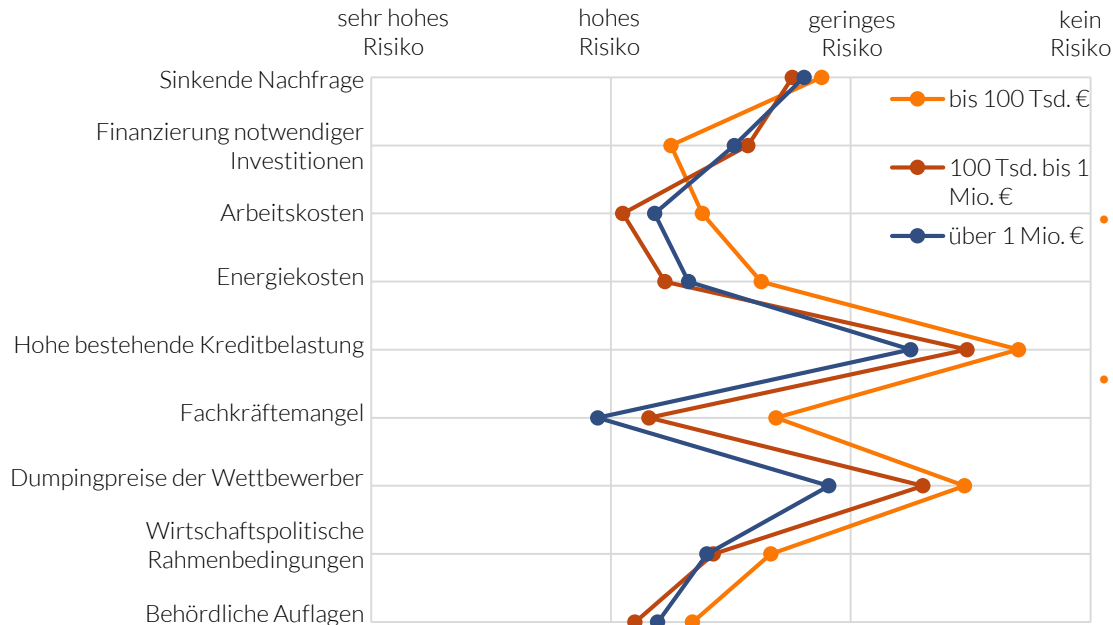 sehr hohes
Risiko
hohes
Risiko
geringes
Risiko
kein
Risiko
Sinkende Nachfrage
Finanzierung notwendiger
Investitionen
Arbeitskosten
Energiekosten
Hohe bestehende Kreditbelastung
Fachkräftemangel
Dumpingpreise der Wettbewerber
Wirtschaftspolitische
Rahmenbedingungen
Behördliche Auflagen
bis 100 Tsd. €
100 Tsd. bis 1
Mio. €
über 1 Mio. €